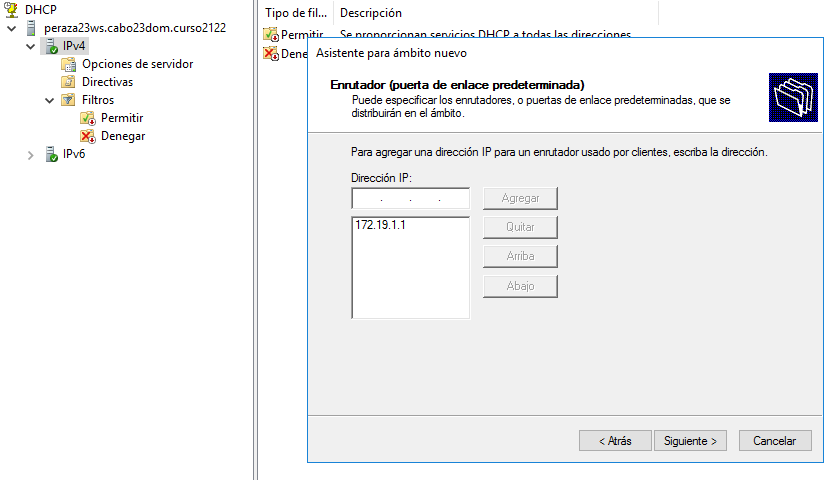 DHCP
peraza23ws.cabo23dom.curso2122
IPv4
Opciones de servidor
Directivas
Filtros
Permitir
Denegar
IPv6
Tipo de fil... Descripción
Permitir Se proporcionan servicios DHCP a todas las direcciones
Dene
Asistente para ámbito nuevo
Enrutador (puerta de enlace predeterminada)
Puede especificar los enrutadores, o puertas de enlace predeterminadas, que se
distribuirán en el ámbito.
Para agregar una dirección IP para un enrutador usado por clientes, escriba la dirección.
Dirección IP:
. . .
Agregar
172.19.1.1
Quitar
Arriba
Abajo
< Atrás Siguiente > Cancelar